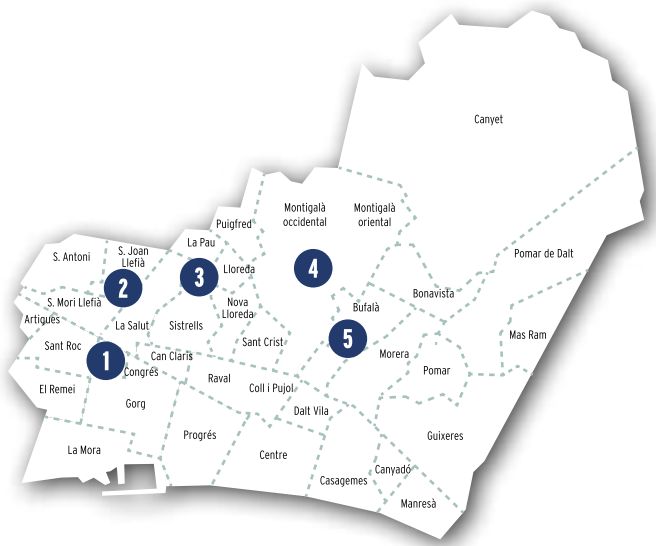 Canyet
Montigalà
occidental
Montigalà
oriental
Puigfred
La Pau
S. Joan
Llefià
S. Antoni
Pomar de Dalt
Lloreda
4
3
2
S. Mori Llefià
Bonavista
Nova
Lloreda
Bufalà
Artigues
La Salut
Sistrells
Mas Ram
5
Sant Roc
Sant Crist
Can Claris
Morera
1
Congrés
Pomar
Raval
El Remei
Coll i Pujol
Gorg
Dalt Vila
Progrés
Guixeres
La Mora
Centre
Canyadó
Casagemes
Manresà